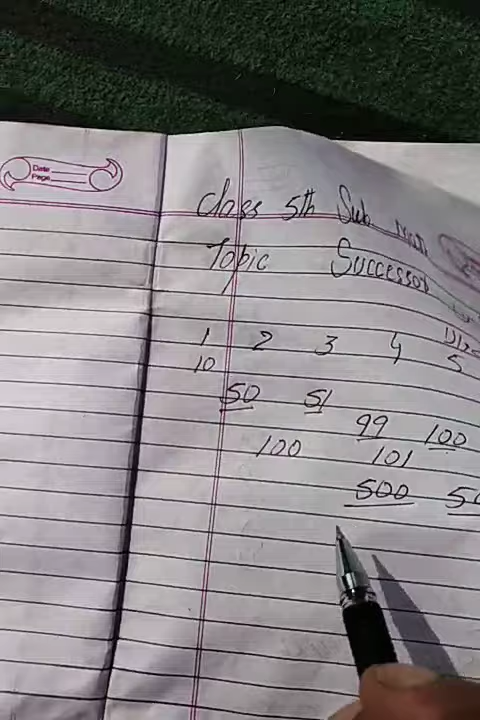 Date
Page
Class 5th Sub
Topic Successor
1 2 3 4 5
10
50 51
99 100
100 101
500